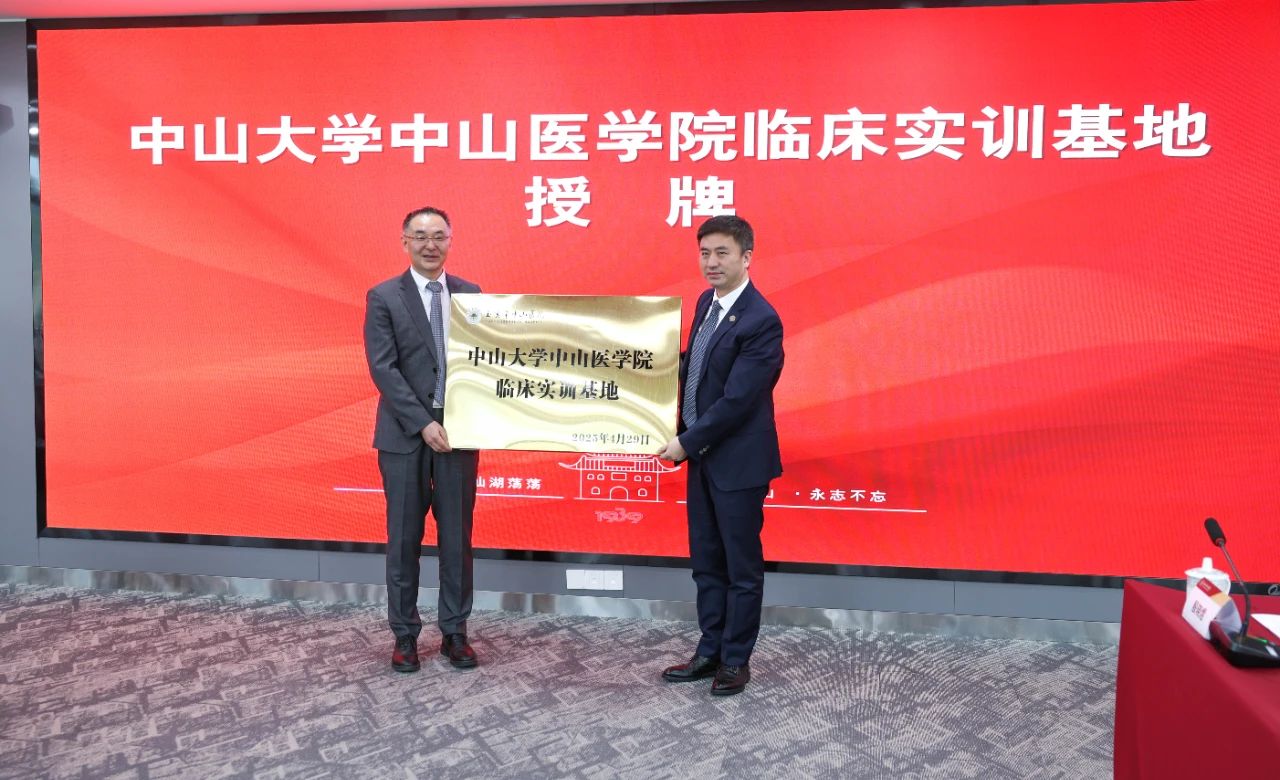 中山大学中山医学院临床实训基地
授 牌
中山大学中山医学院
临床实训基地
2025年4月29日
湖荡荡
·永志不忘
1939